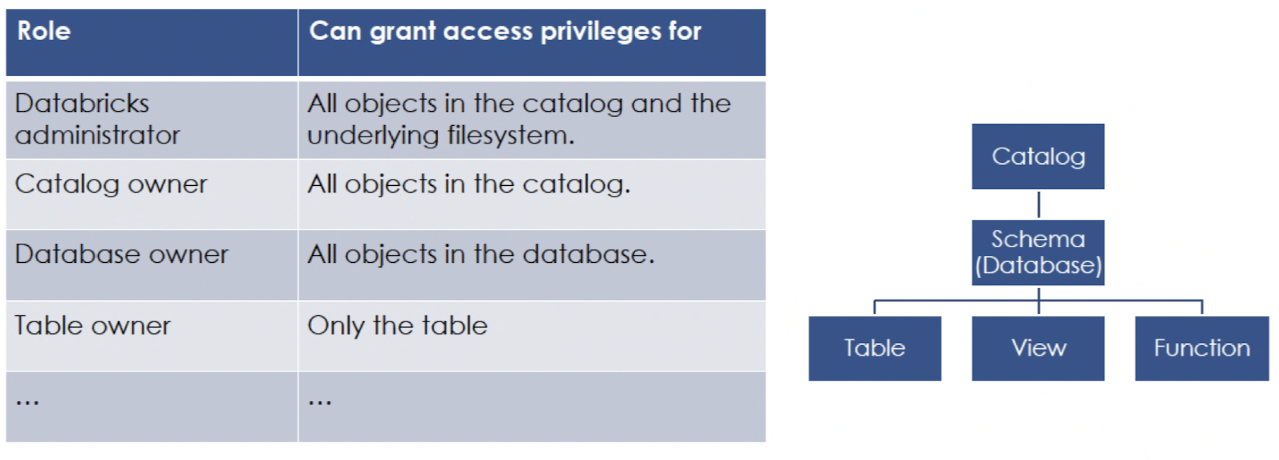 Role
Can grant access privileges for
Databricks
administrator
All objects in the catalog and the
underlying filesystem.
Catalog owner
All objects in the catalog.
Database owner
All objects in the database.
Table owner
Only the table
...
...
Catalog
Schema
(Database)
Table
View
Function